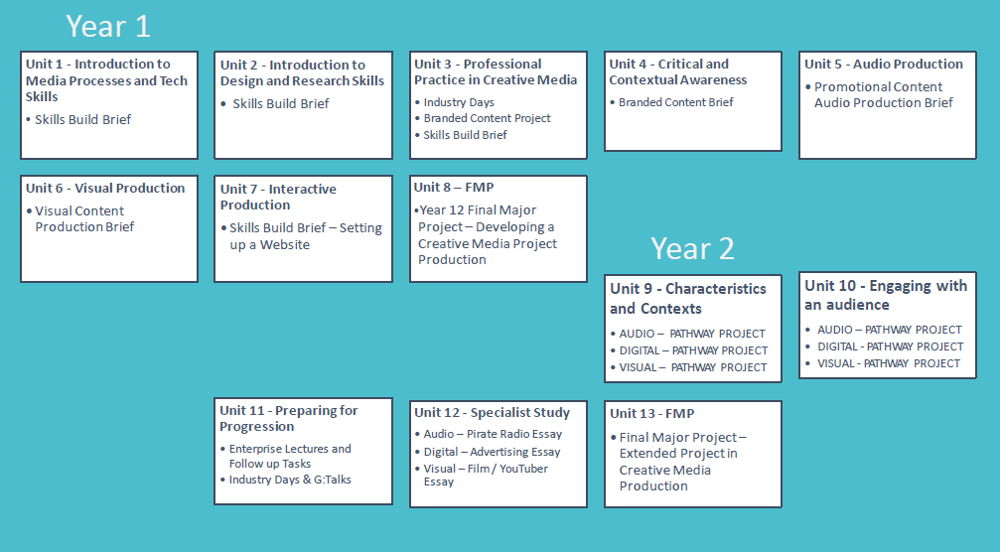 Year 1
Unit 1 - Introduction to
Media Processes and Tech
Skills
• Skills Build Brief
Unit 2 - Introduction to
Design and Research Skills
• Skills Build Brief
Unit 3 - Professional
Practice in Creative Media
• Industry Days
• Branded Content Project
• Skills Build Brief
Unit 4 - Critical and
Contextual Awareness
• Branded Content Brief
Unit 5 - Audio Production
• Promotional Content
Audio Production Brief
Unit 6 - Visual Production
• Visual Content
Production Brief
Unit 7 - Interactive
Production
• Skills Build Brief – Setting
up a Website
Unit 8 – FMP
•Year 12 Final Major
Project – Developing a
Creative Media Project
Production
Year 2
Unit 9 - Characteristics
and Contexts
• AUDIO – PATHWAY PROJECT
• DIGITAL – PATHWAY PROJECT
• VISUAL – PATHWAY PROJECT
Unit 10 - Engaging with
an audience
• AUDIO – PATHWAY PROJECT
• DIGITAL - PATHWAY PROJECT
• VISUAL - PATHWAY PROJECT
Unit 11 - Preparing for
Progression
• Enterprise Lectures and
Follow up Tasks
• Industry Days & G:Talks
Unit 12 - Specialist Study
• Audio – Pirate Radio Essay
• Digital – Advertising Essay
• Visual – Film / YouTuber
Essay
Unit 13 - FMP
• Final Major Project –
Extended Project in
Creative Media
Production